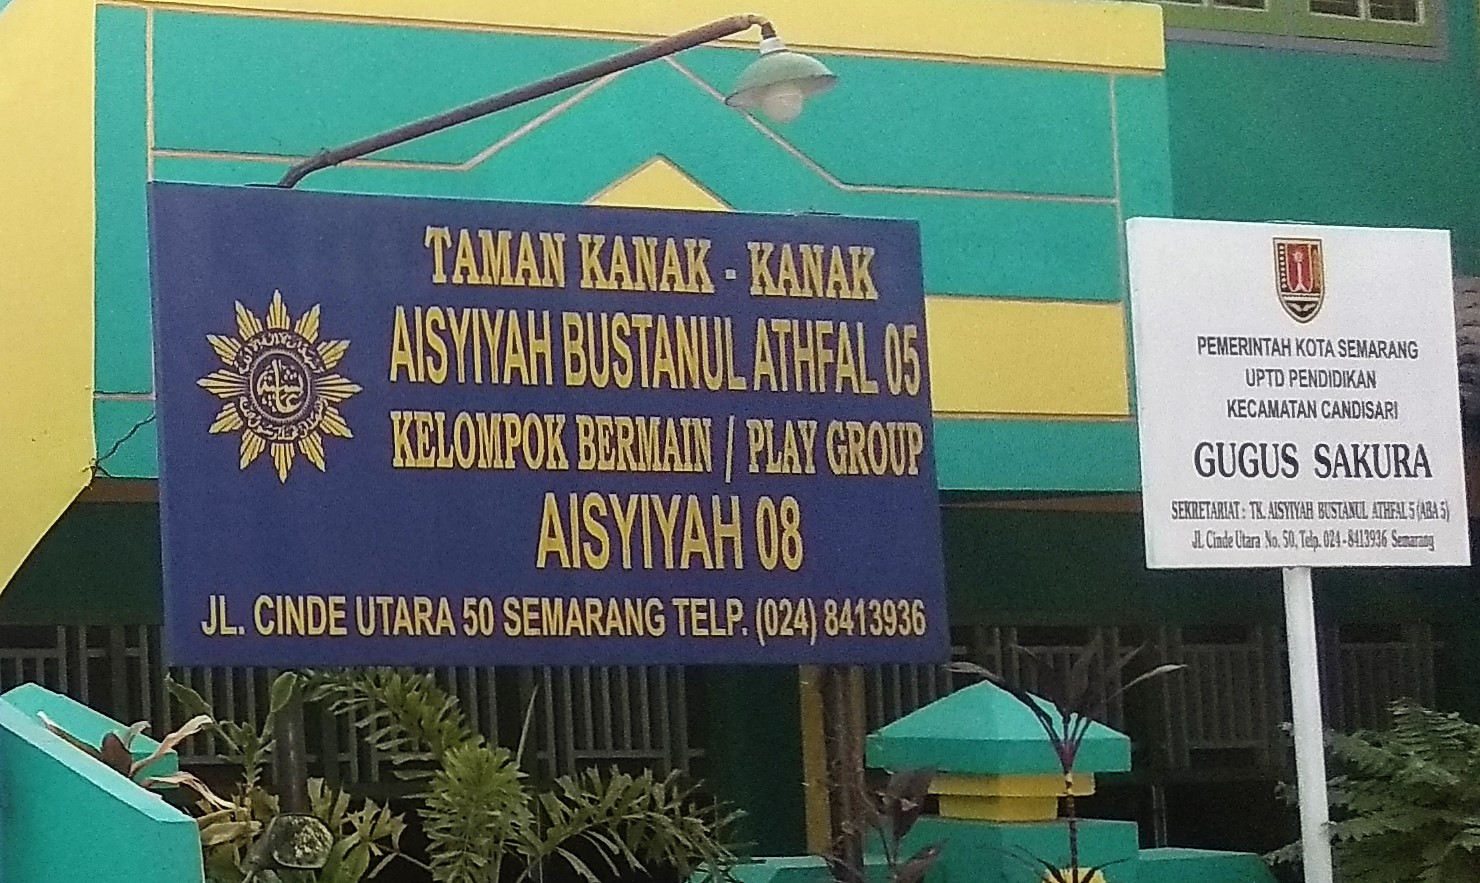 TAMAN KANAK - KANAK
AISYIYAH BUSTANUL ATHFAL 05
KELOMPOK BERMAIN / PLAY GROUP
AISYIYAH 08
JL. CINDE UTARA 50 SEMARANG TELP. (024) 8413936
PEMERINTAH KOTA SEMARANG
UPTD PENDIDIKAN
KECAMATAN CANDISARI
GUGUS SAKURA
SEKRETARIAT : TK. AISYIYAH BUSTANUL ATHFAL 5 (ABA 5)
Jl. Cinde Utara No. 50, Telp. 024 - 8413936 Semarang